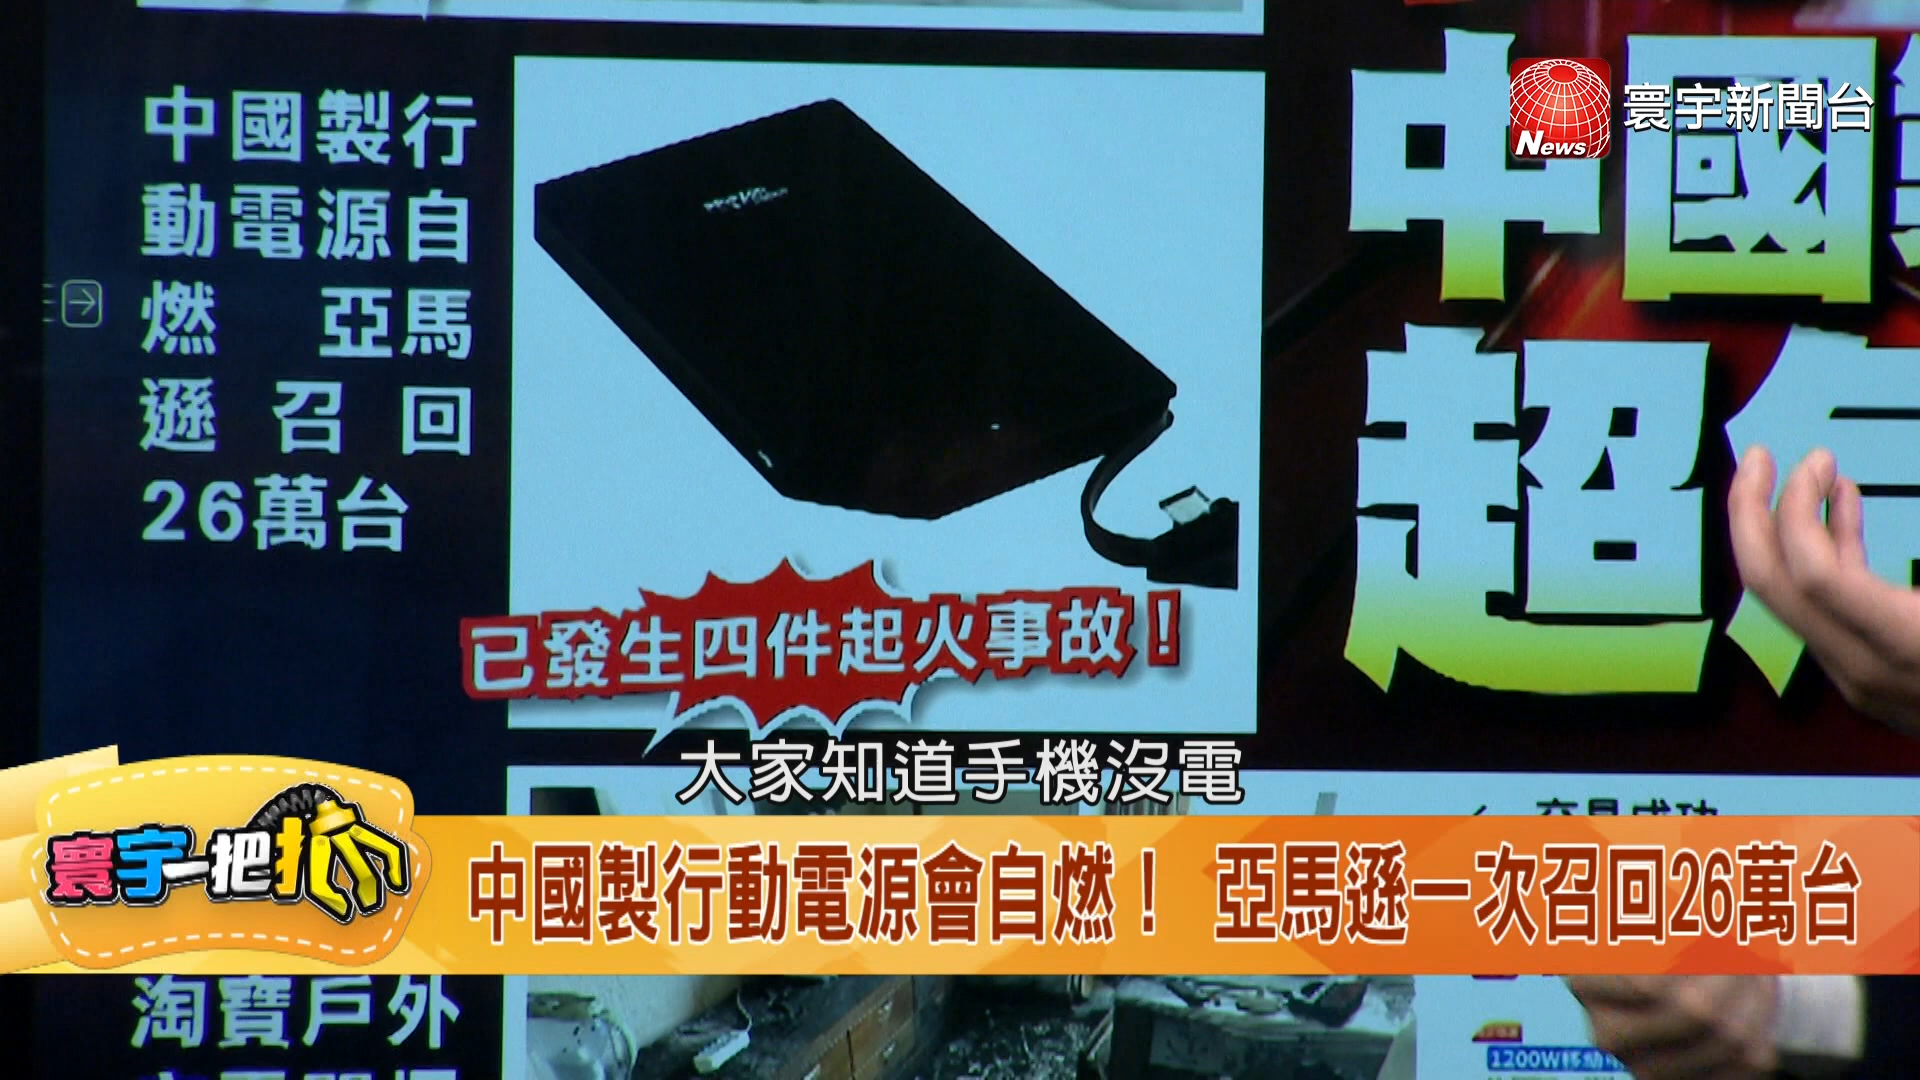 中國製行
動電源自
燃 亞馬
遜召回
26萬台
已發生四件起火事故！
中國
超
News
寰宇新聞台
大家知道手機沒電
寰宇一把抓
中國製行動電源會自燃！ 亞馬遜一次召回26萬台
淘寶戶外